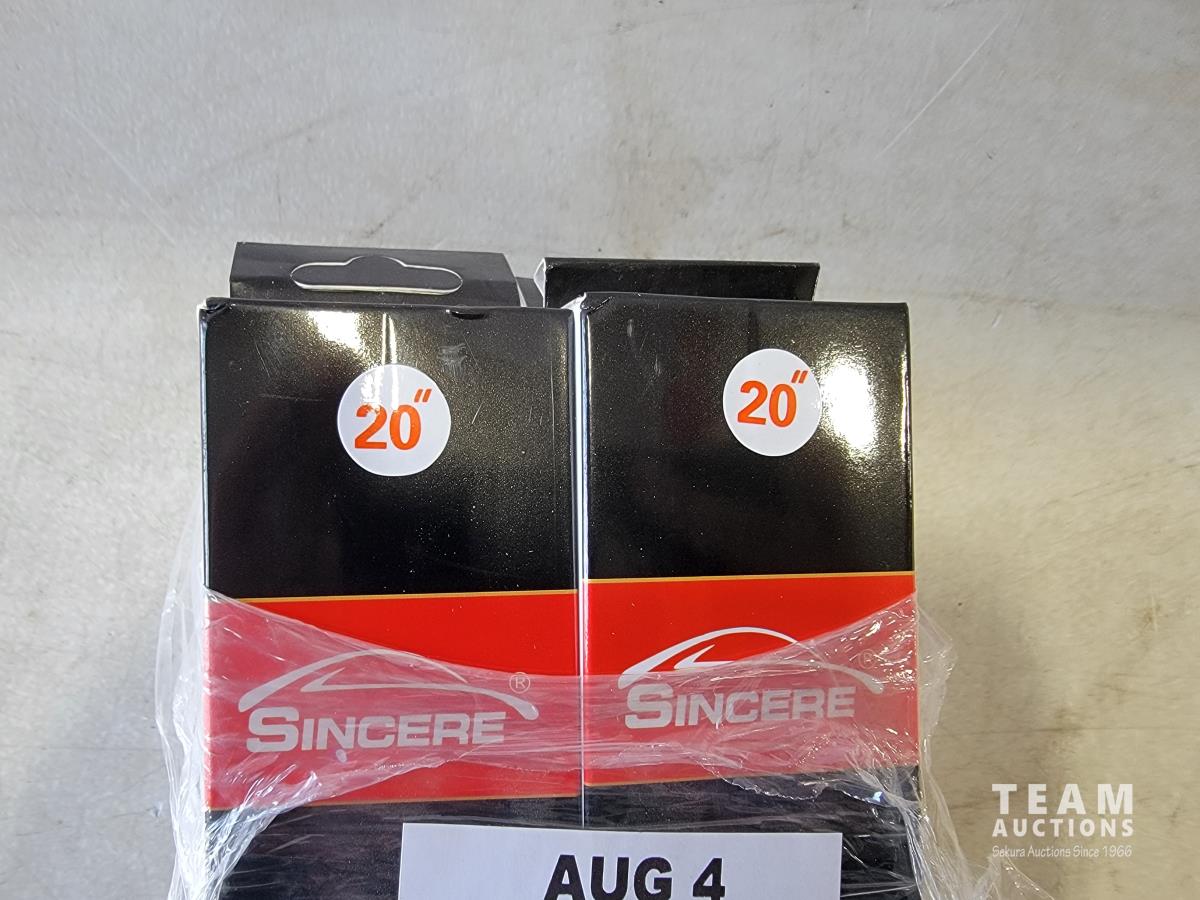 20"
20"
SINCERE ®
SINCERE ®
AUG 4
TEAM
AUCTIONS
Sekura Auctions Since 1966